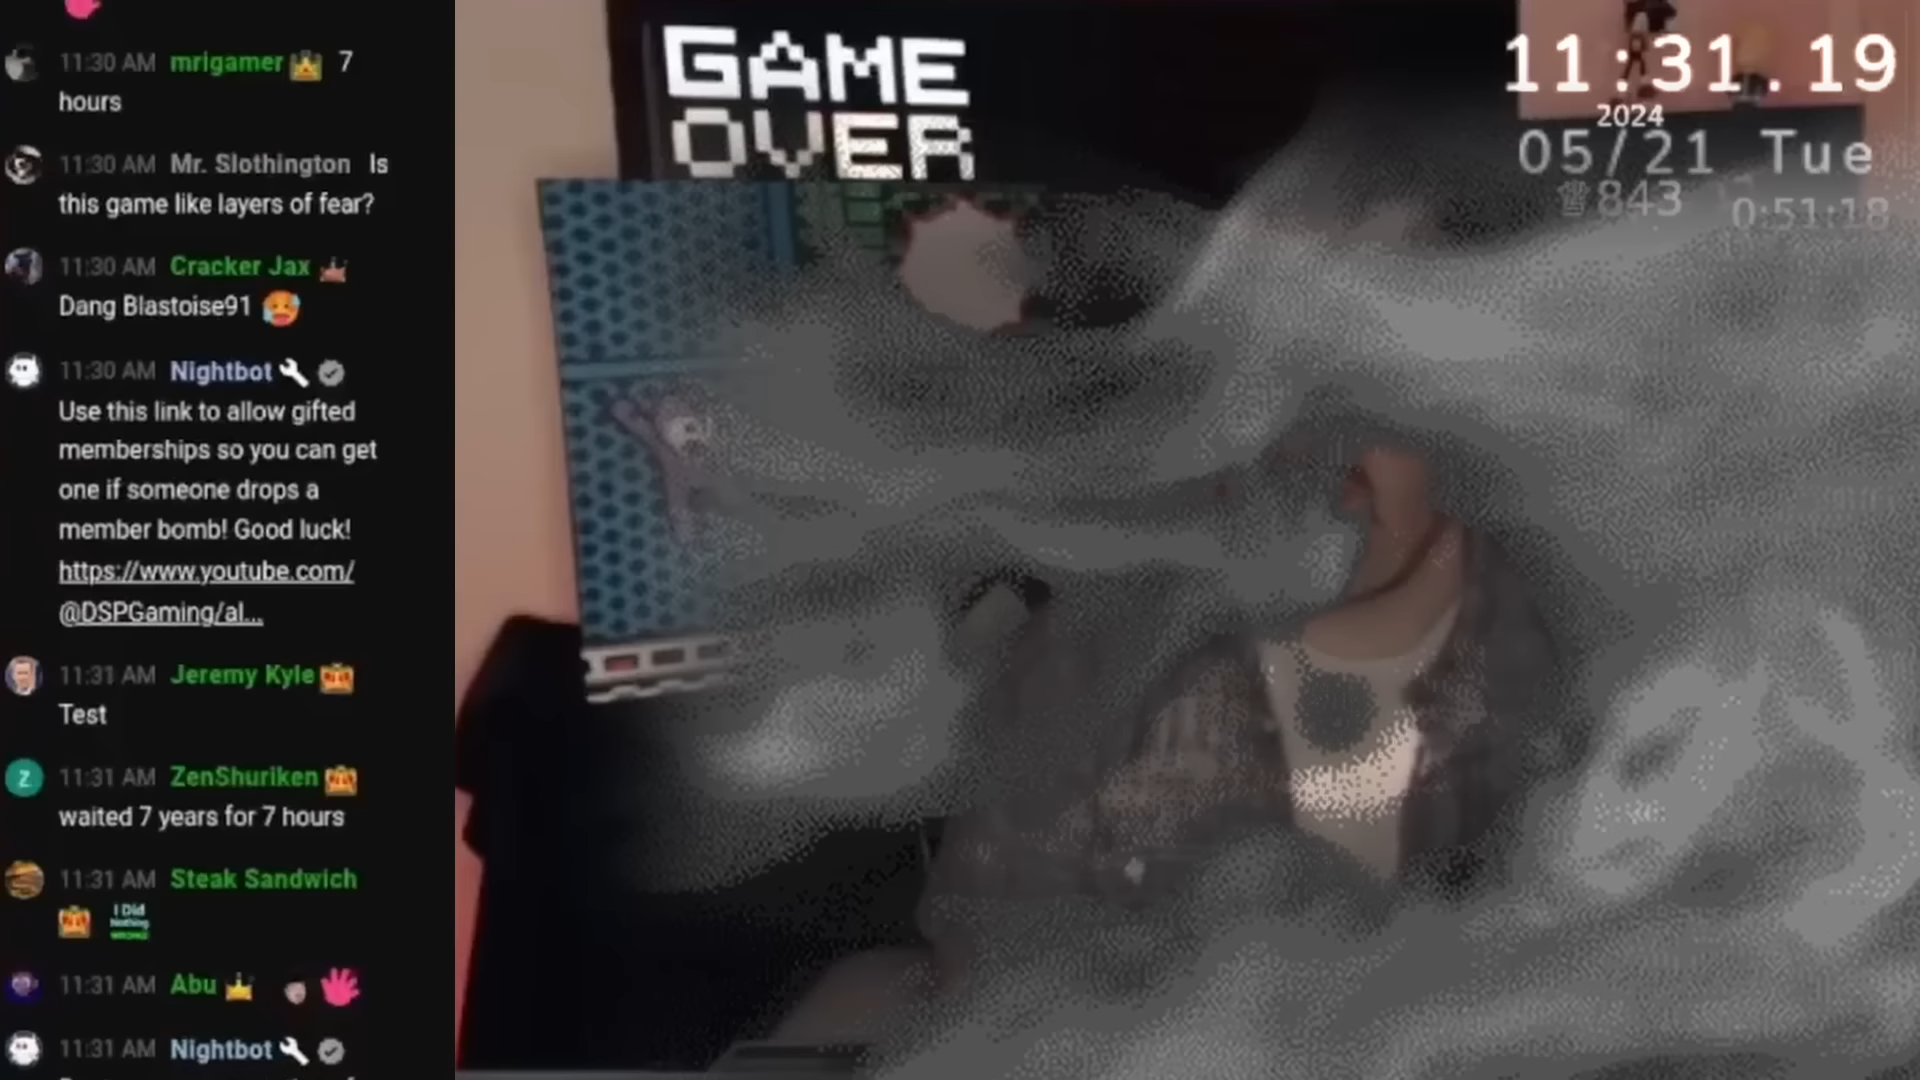 11:30 AM mrigamer 7
hours
11:30 AM Mr. Slothington Is
this game like layers of fear?
11:30 AM Cracker Jax
Dang Blastoise91
11:30 AM Nightbot
Use this link to allow gifted
memberships so you can get
one if someone drops a
member bomb! Good luck!
https://www.youtube.com/
@DSPGaming/al...
11:31 AM Jeremy Kyle
Test
Z 11:31 AM ZenShuriken
waited 7 years for 7 hours
11:31 AM Steak Sandwich
I Did
Nothing
WRONG
11:31 AM Abu
11:31 AM Nightbot
GAME
OVER
11:31.19
2024
05/21 Tue
843 0:51:18